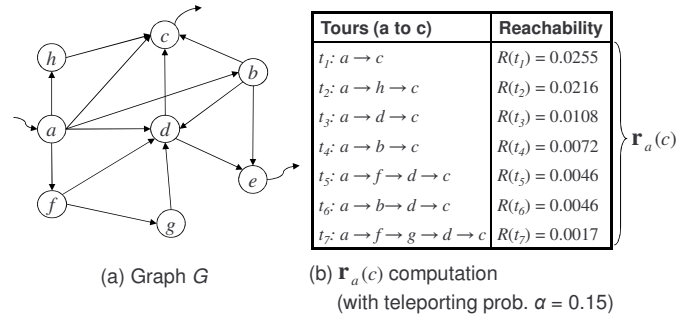 c
h
b
a
d
e
f
g
(a) Graph G
Tours (a to c) Reachability
t1: a → c R(t1) = 0.0255
t2: a → h → c R(t2) = 0.0216
t3: a → d → c R(t3) = 0.0108
t4: a → b → c R(t4) = 0.0072
t5: a → f → d → c R(t5) = 0.0046
t6: a → b → d → c R(t6) = 0.0046
t7: a → f → g → d → c R(t7) = 0.0017
r_a(c)
(b) r_a(c) computation
(with teleporting prob. α = 0.15)